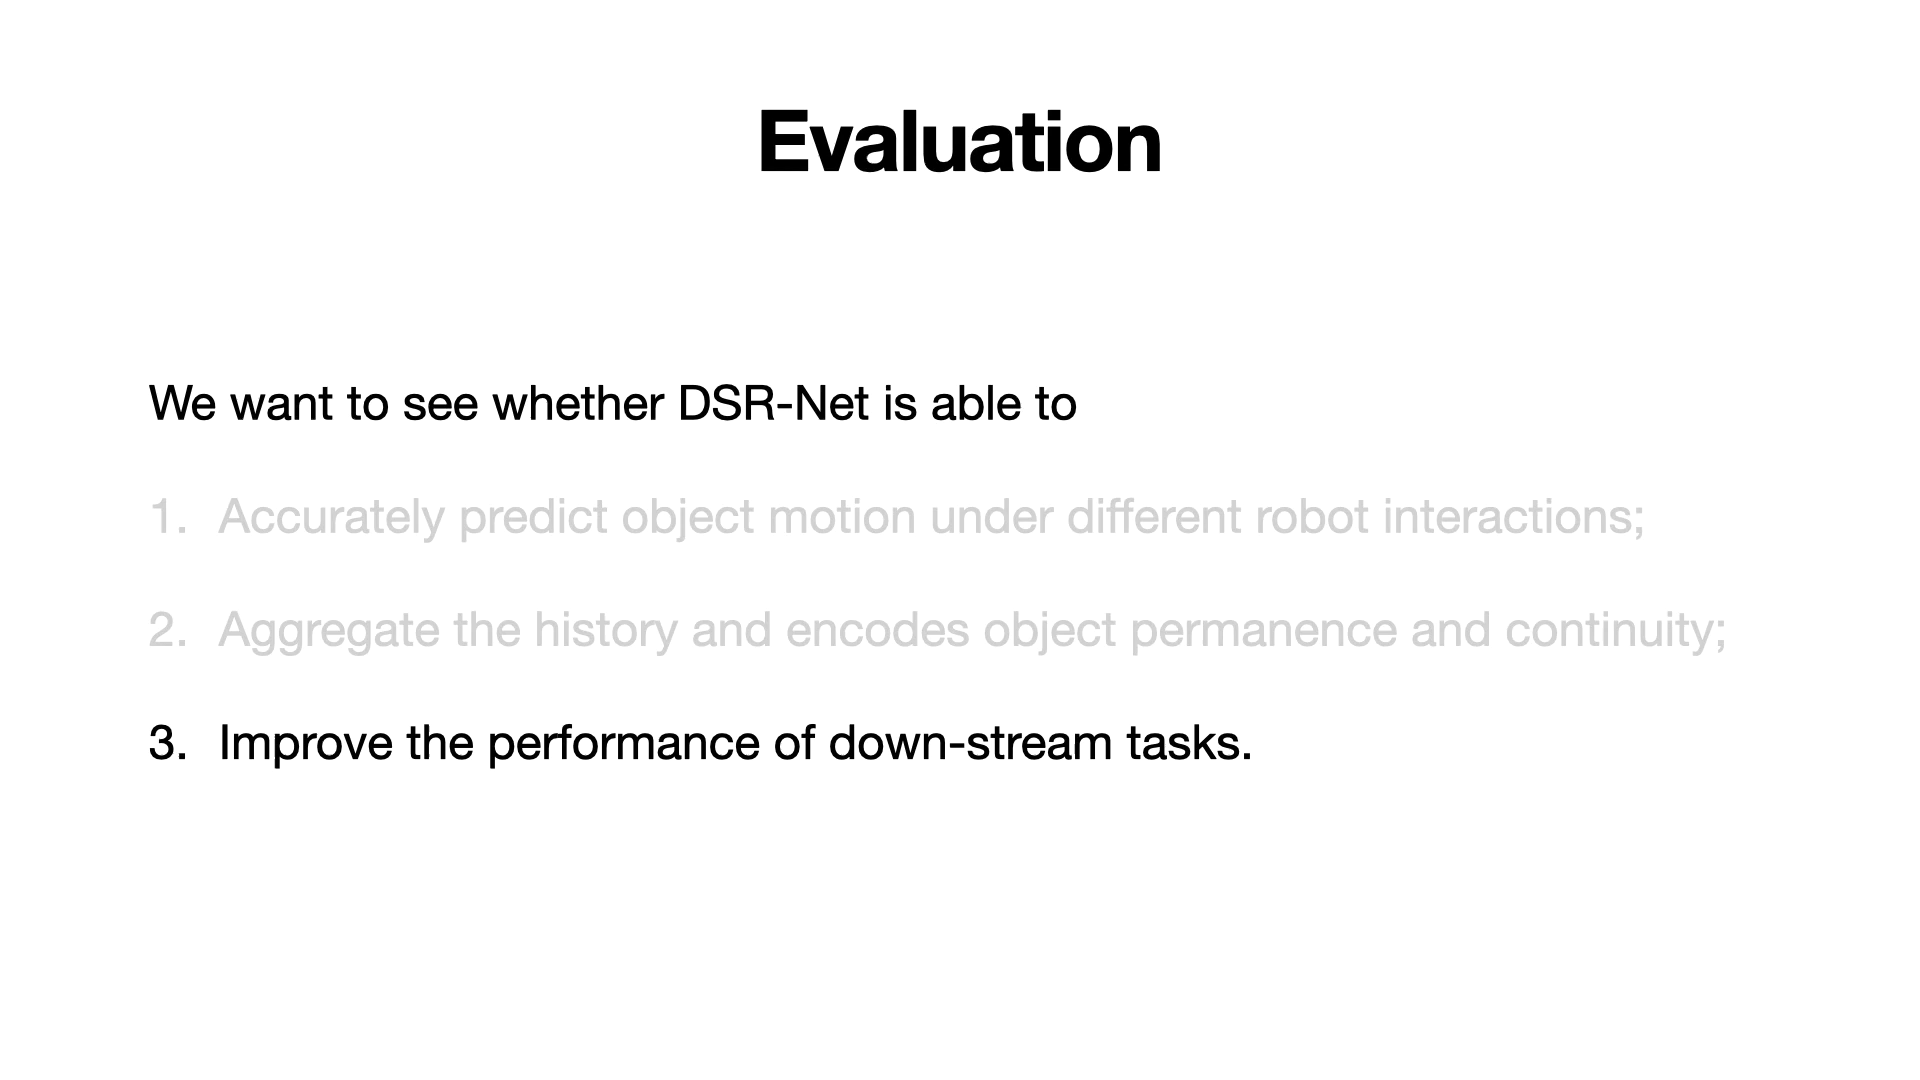 Evaluation
We want to see whether DSR-Net is able to
1. Accurately predict object motion under different robot interactions;
2. Aggregate the history and encodes object permanence and continuity;
3. Improve the performance of down-stream tasks.